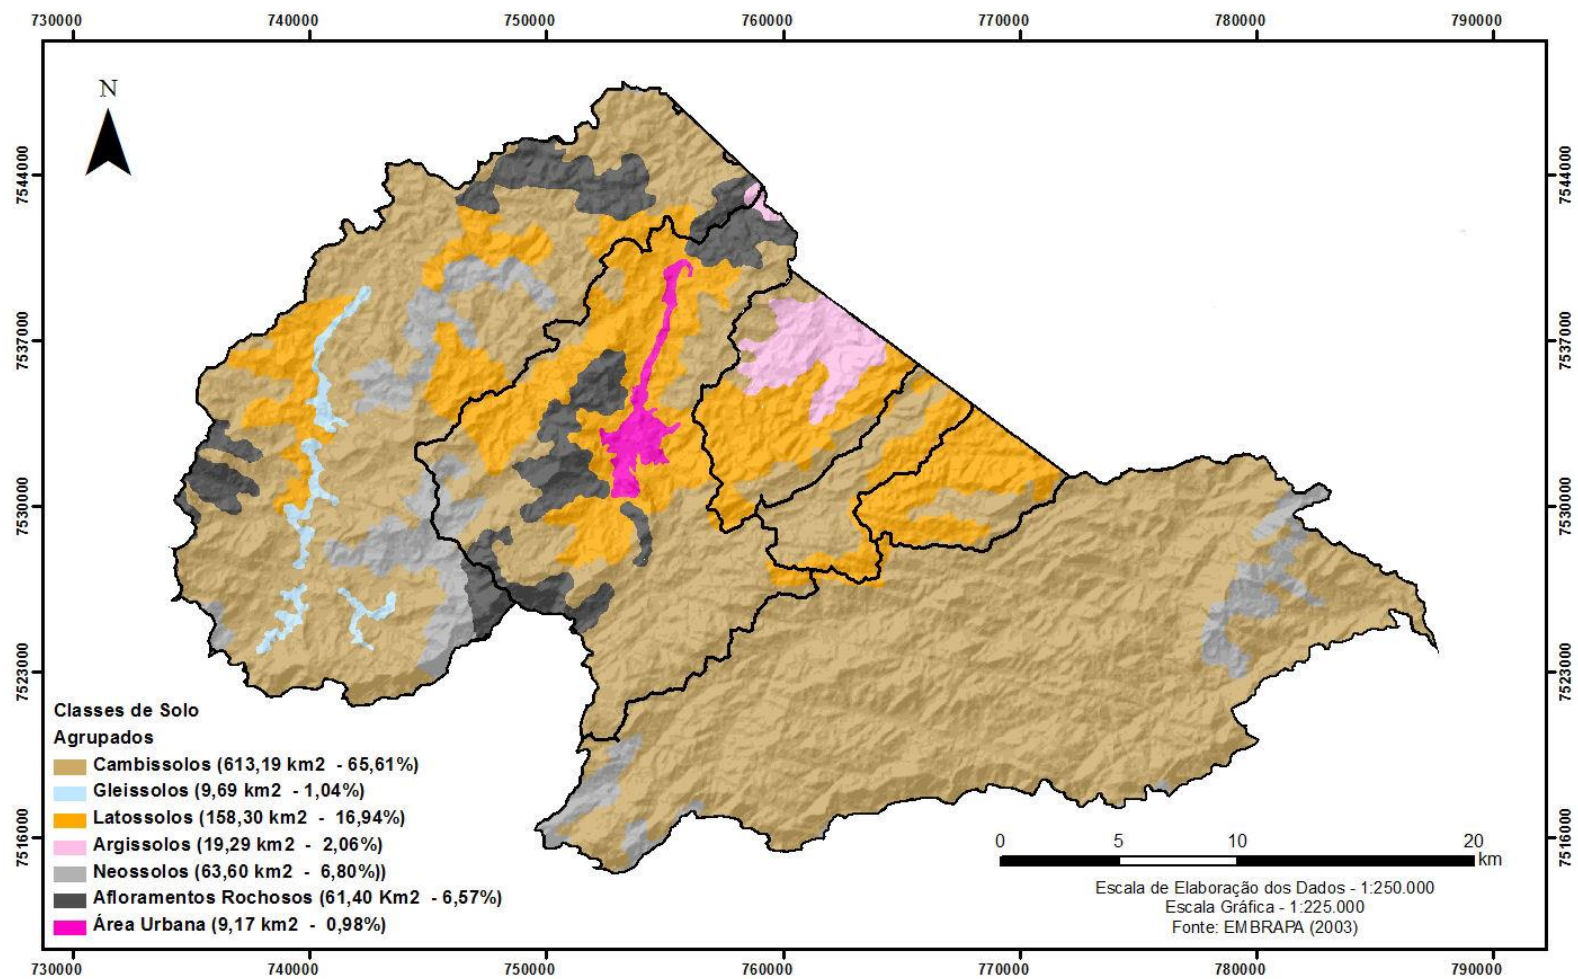 730000 740000 750000 760000 770000 780000 790000
N
7544000 7544000
7537000 7537000
7530000 7530000
7523000 7523000
7516000 7516000
Classes de Solo
Agrupados
Cambissolos (613,19 km2 - 65,61%)
Gleissolos (9,69 km2 - 1,04%)
Latossolos (158,30 km2 - 16,94%)
Argissolos (19,29 km2 - 2,06%)
Neossolos (63,60 km2 - 6,80%))
Afloramentos Rochosos (61,40 Km2 - 6,57%)
Área Urbana (9,17 km2 - 0,98%)
0 5 10 20
km
Escala de Elaboração dos Dados - 1:250.000
Escala Gráfica - 1:225.000
Fonte: EMBRAPA (2003)
730000 740000 750000 760000 770000 780000 790000